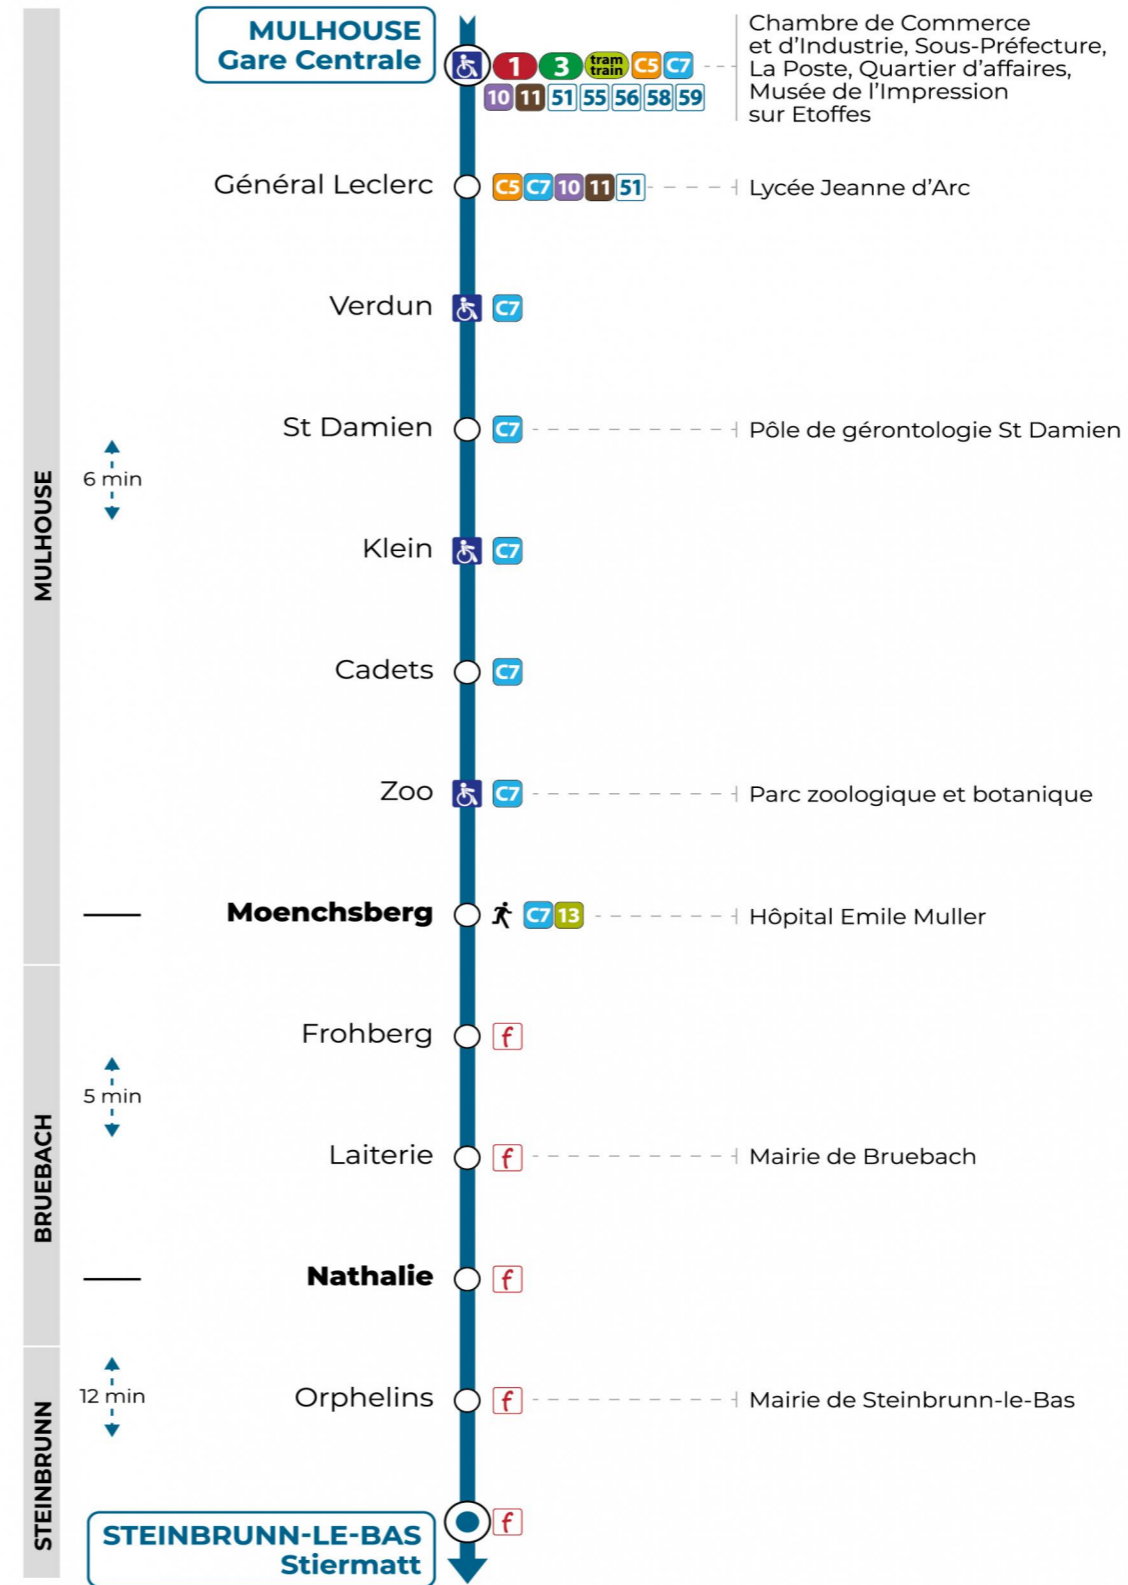 MULHOUSE
Gare Centrale
1 3 tram train C5 C7
10 11 51 55 56 58 59
Chambre de Commerce
et d'Industrie, Sous-Préfecture,
La Poste, Quartier d'affaires,
Musée de l'Impression
sur Etoffes
Général Leclerc C5 C7 10 11 51 Lycée Jeanne d'Arc
Verdun C7
St Damien C7 Pôle de gérontologie St Damien
6 min
MULHOUSE
Klein C7
Cadets C7
Zoo C7 Parc zoologique et botanique
Moenchsberg C7 13 Hôpital Emile Muller
Frohberg f
5 min
BRUEBACH
Laiterie f Mairie de Bruebach
Nathalie f
12 min
Orphelins f Mairie de Steinbrunn-le-Bas
STEINBRUNN
STEINBRUNN-LE-BAS f
Stiermatt